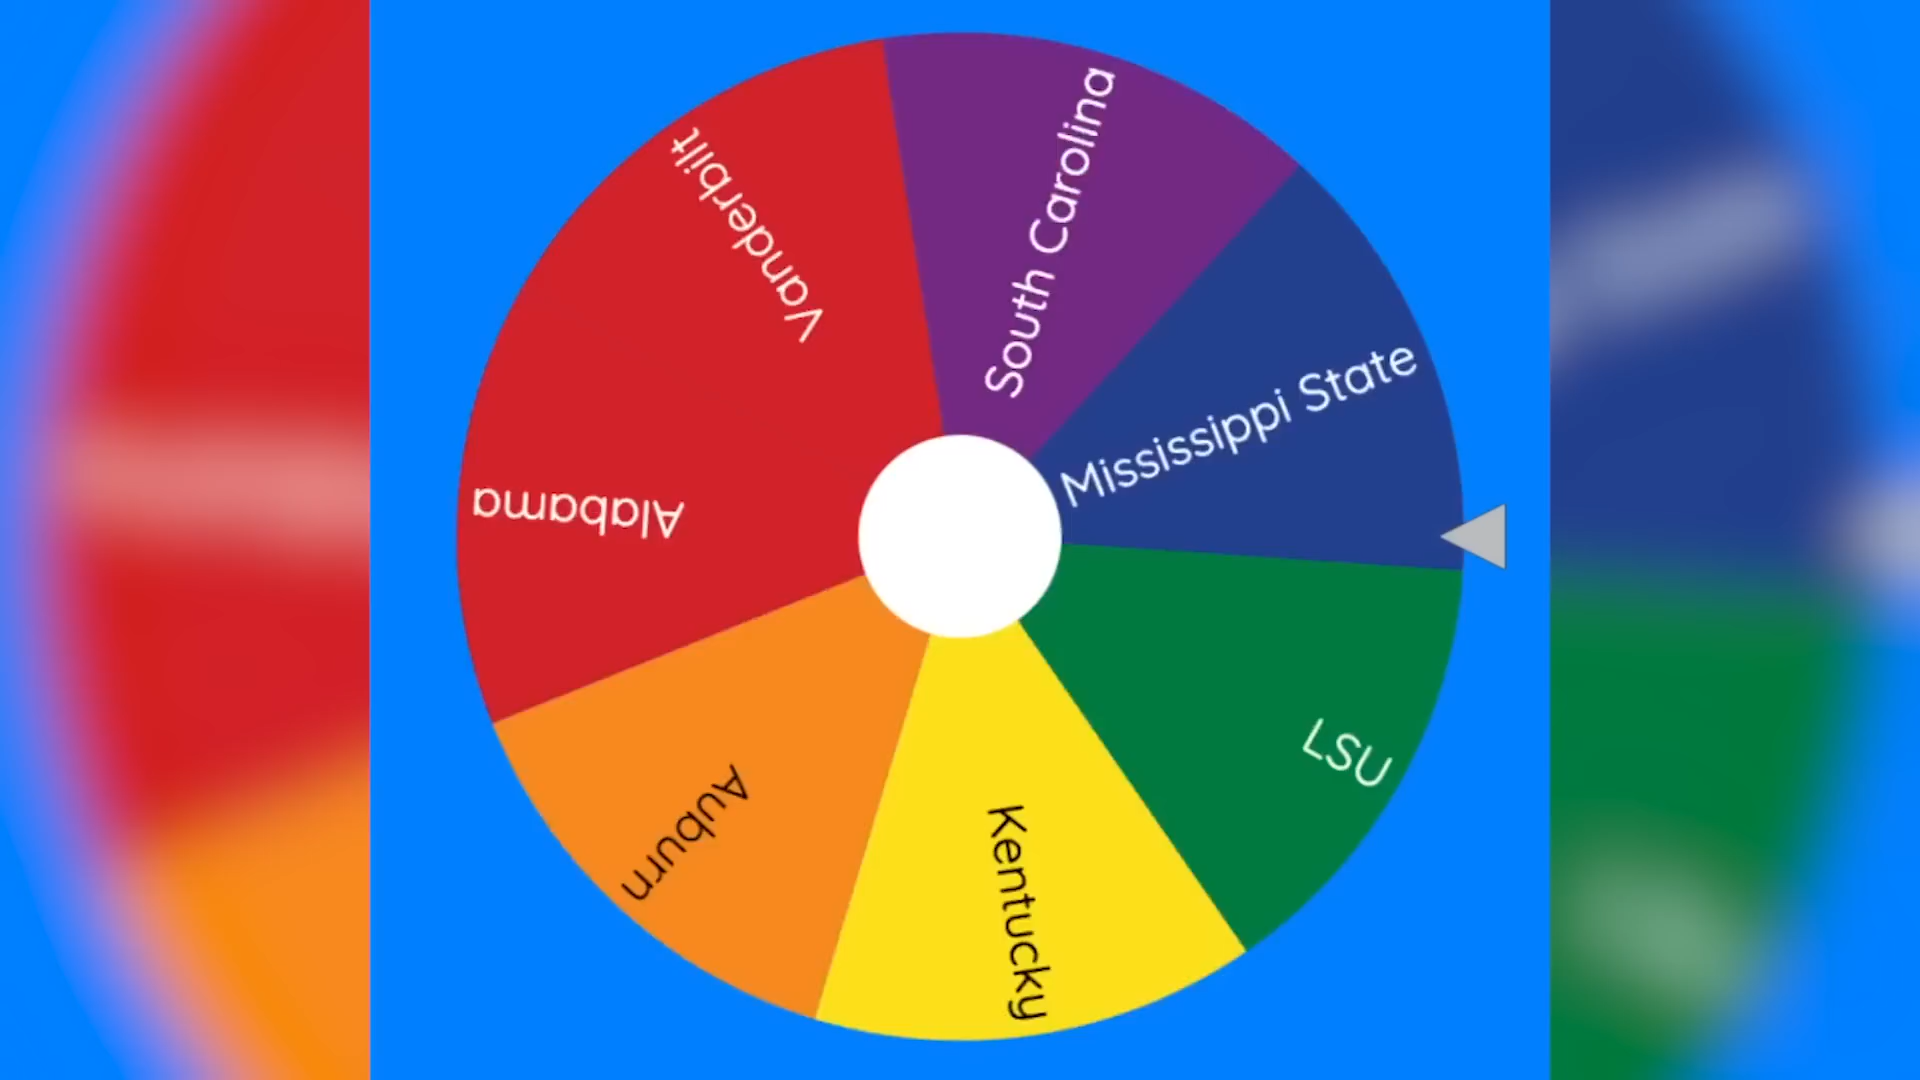 South Carolina
Vanderbilt
Mississippi State
Alabama
LSU
Auburn
Kentucky